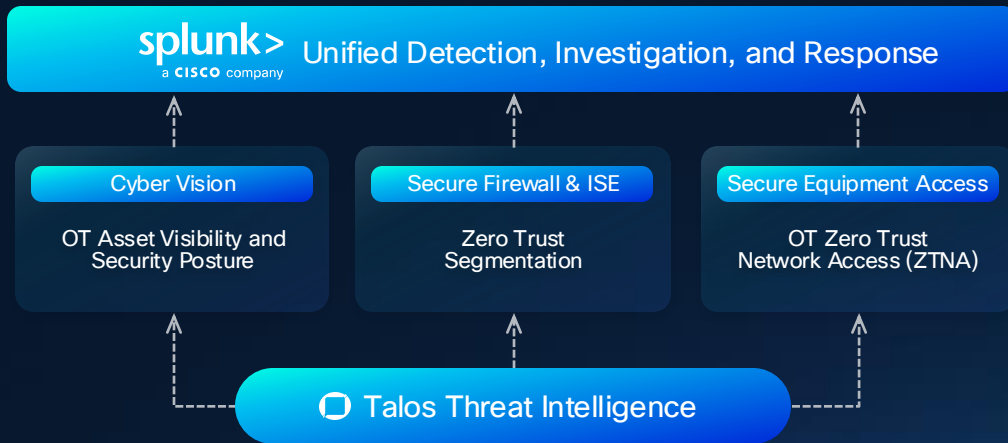 splunk>
a CISCO company
Unified Detection, Investigation, and Response
Cyber Vision
OT Asset Visibility and
Security Posture
Secure Firewall & ISE
Zero Trust
Segmentation
Secure Equipment Access
OT Zero Trust
Network Access (ZTNA)
Talos Threat Intelligence